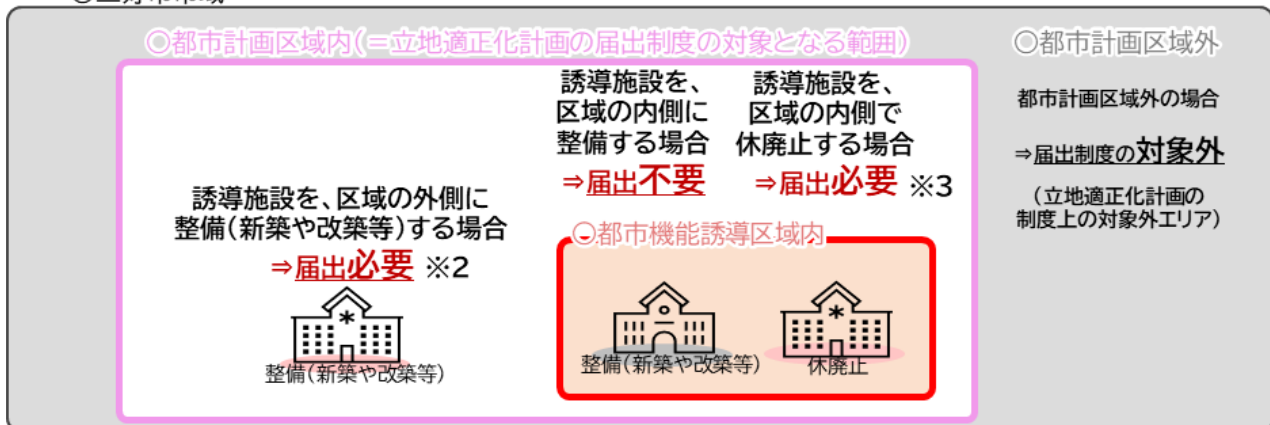 ○都市計画区域内(＝立地適正化計画の届出制度の対象となる範囲)
誘導施設を、区域の外側に
整備(新築や改築等)する場合
⇒届出必要 ※2
整備(新築や改築等)
誘導施設を、
区域の内側に
整備する場合
⇒届出不要
誘導施設を、
区域の内側で
休廃止する場合
⇒届出必要 ※3
○都市機能誘導区域内
整備(新築や改築等)
休廃止
○都市計画区域外
都市計画区域外の場合
⇒届出制度の対象外
(立地適正化計画の
制度上の対象外エリア)